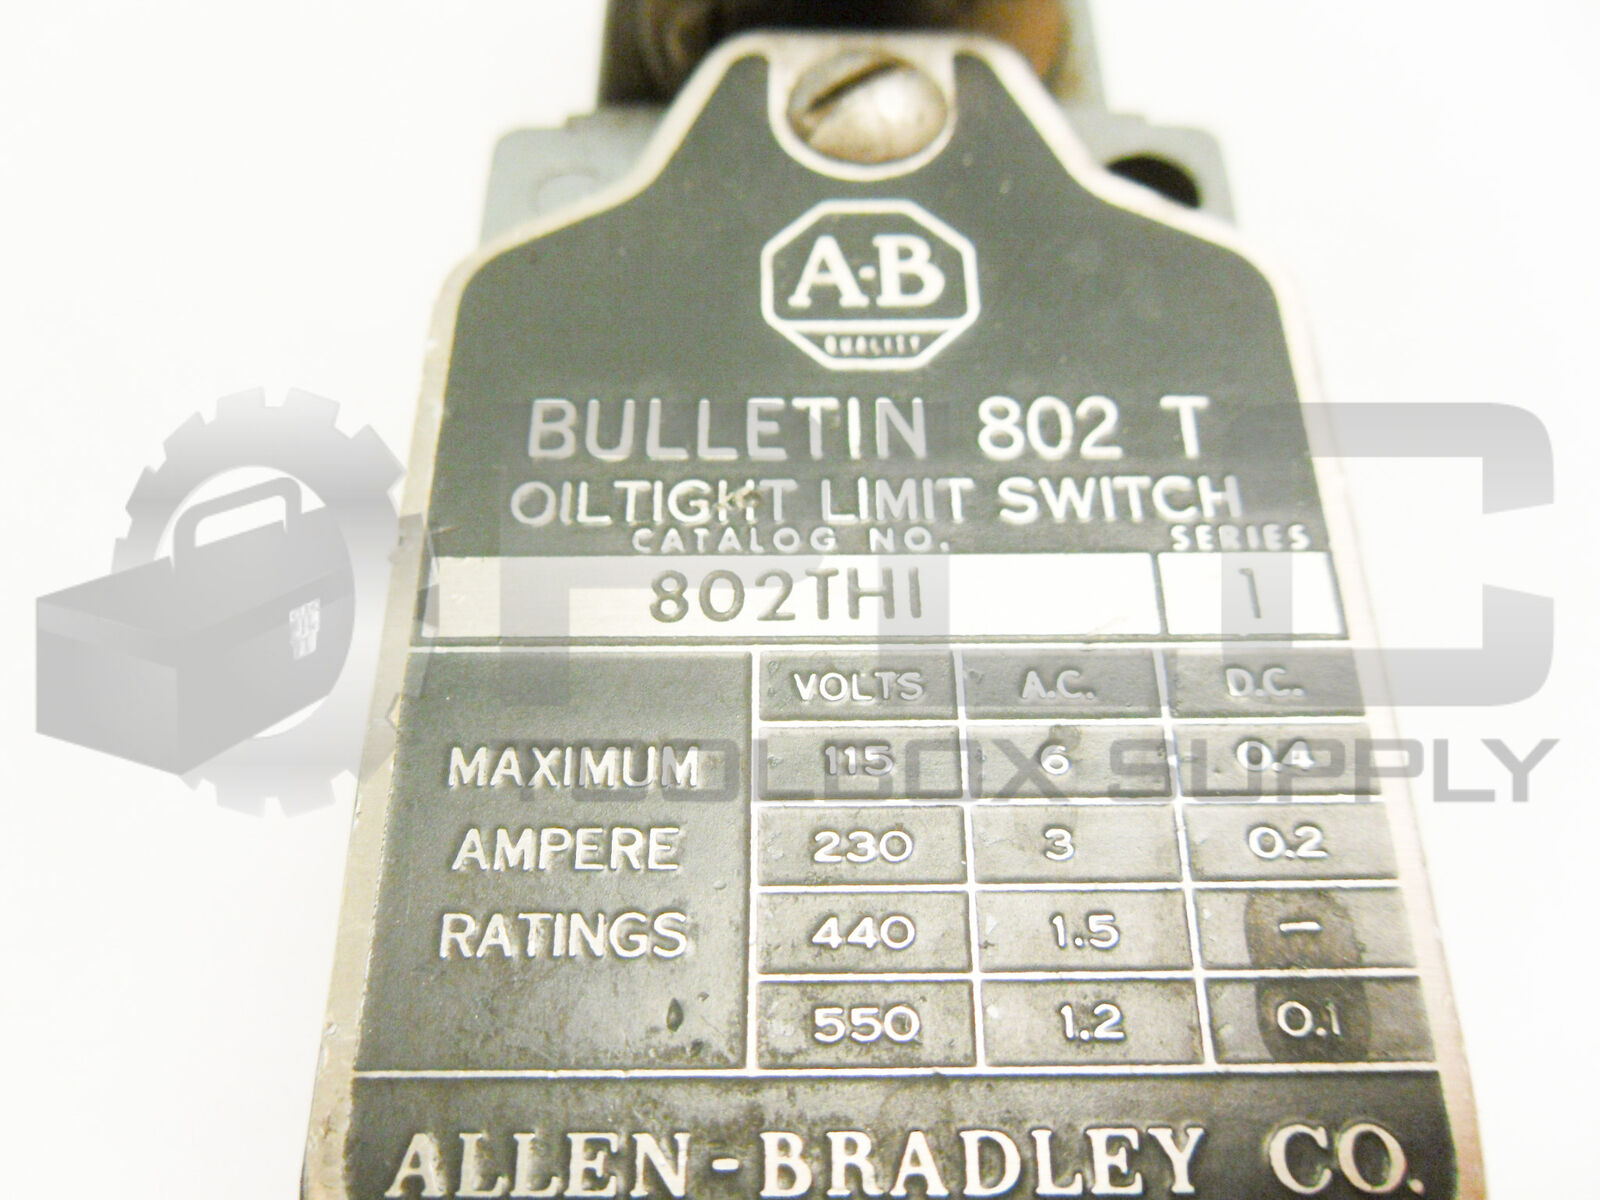 A-B
QUALITY
BULLETIN 802 T
OILTIGHT LIMIT SWITCH
CATALOG NO. SERIES
802THI 1
VOLTS A.C. D.C.
MAXIMUM 115 6 0.4
AMPERE 230 3 0.2
RATINGS 440 1.5 —
550 1.2 0.1
ALLEN-BRADLEY CO.
PLC
TOOLBOX SUPPLY